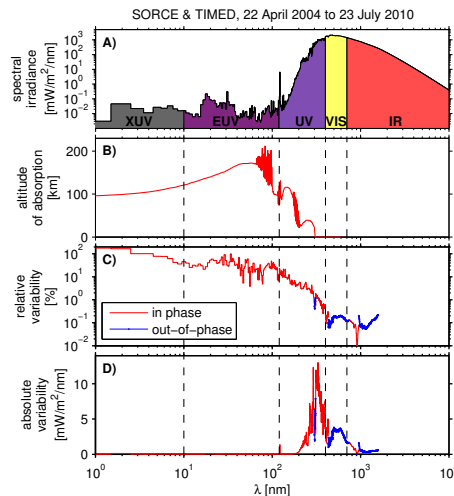 SORCE & TIMED, 22 April 2004 to 23 July 2010
spectral
irradiance
[mW/m²/nm]
10³
10²
10¹
10⁰
10⁻¹
10⁻²
10⁻³
A)
XUV
EUV
UV
VIS
IR
altitude
of absorption
[km]
200
100
0
B)
relative
variability
[%]
10²
10¹
10⁰
10⁻¹
10⁻²
C)
in phase
out-of-phase
absolute
variability
[mW/m²/nm]
10
5
0
D)
10⁰
10¹
10²
10³
10⁴
λ [nm]